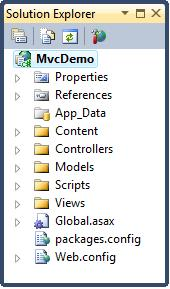 Solution Explorer
MvcDemo
Properties
References
App_Data
Content
Controllers
Models
Scripts
Views
Global.asax
packages.config
Web.config